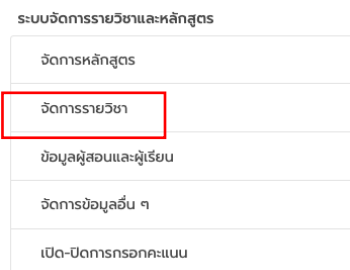 ระบบจัดการรายวิชาและหลักสูตร
จัดการหลักสูตร
จัดการรายวิชา
ข้อมูลผู้สอนและผู้เรียน
จัดการข้อมูลอื่น ๆ
เปิด-ปิดการกรอกคะแนน